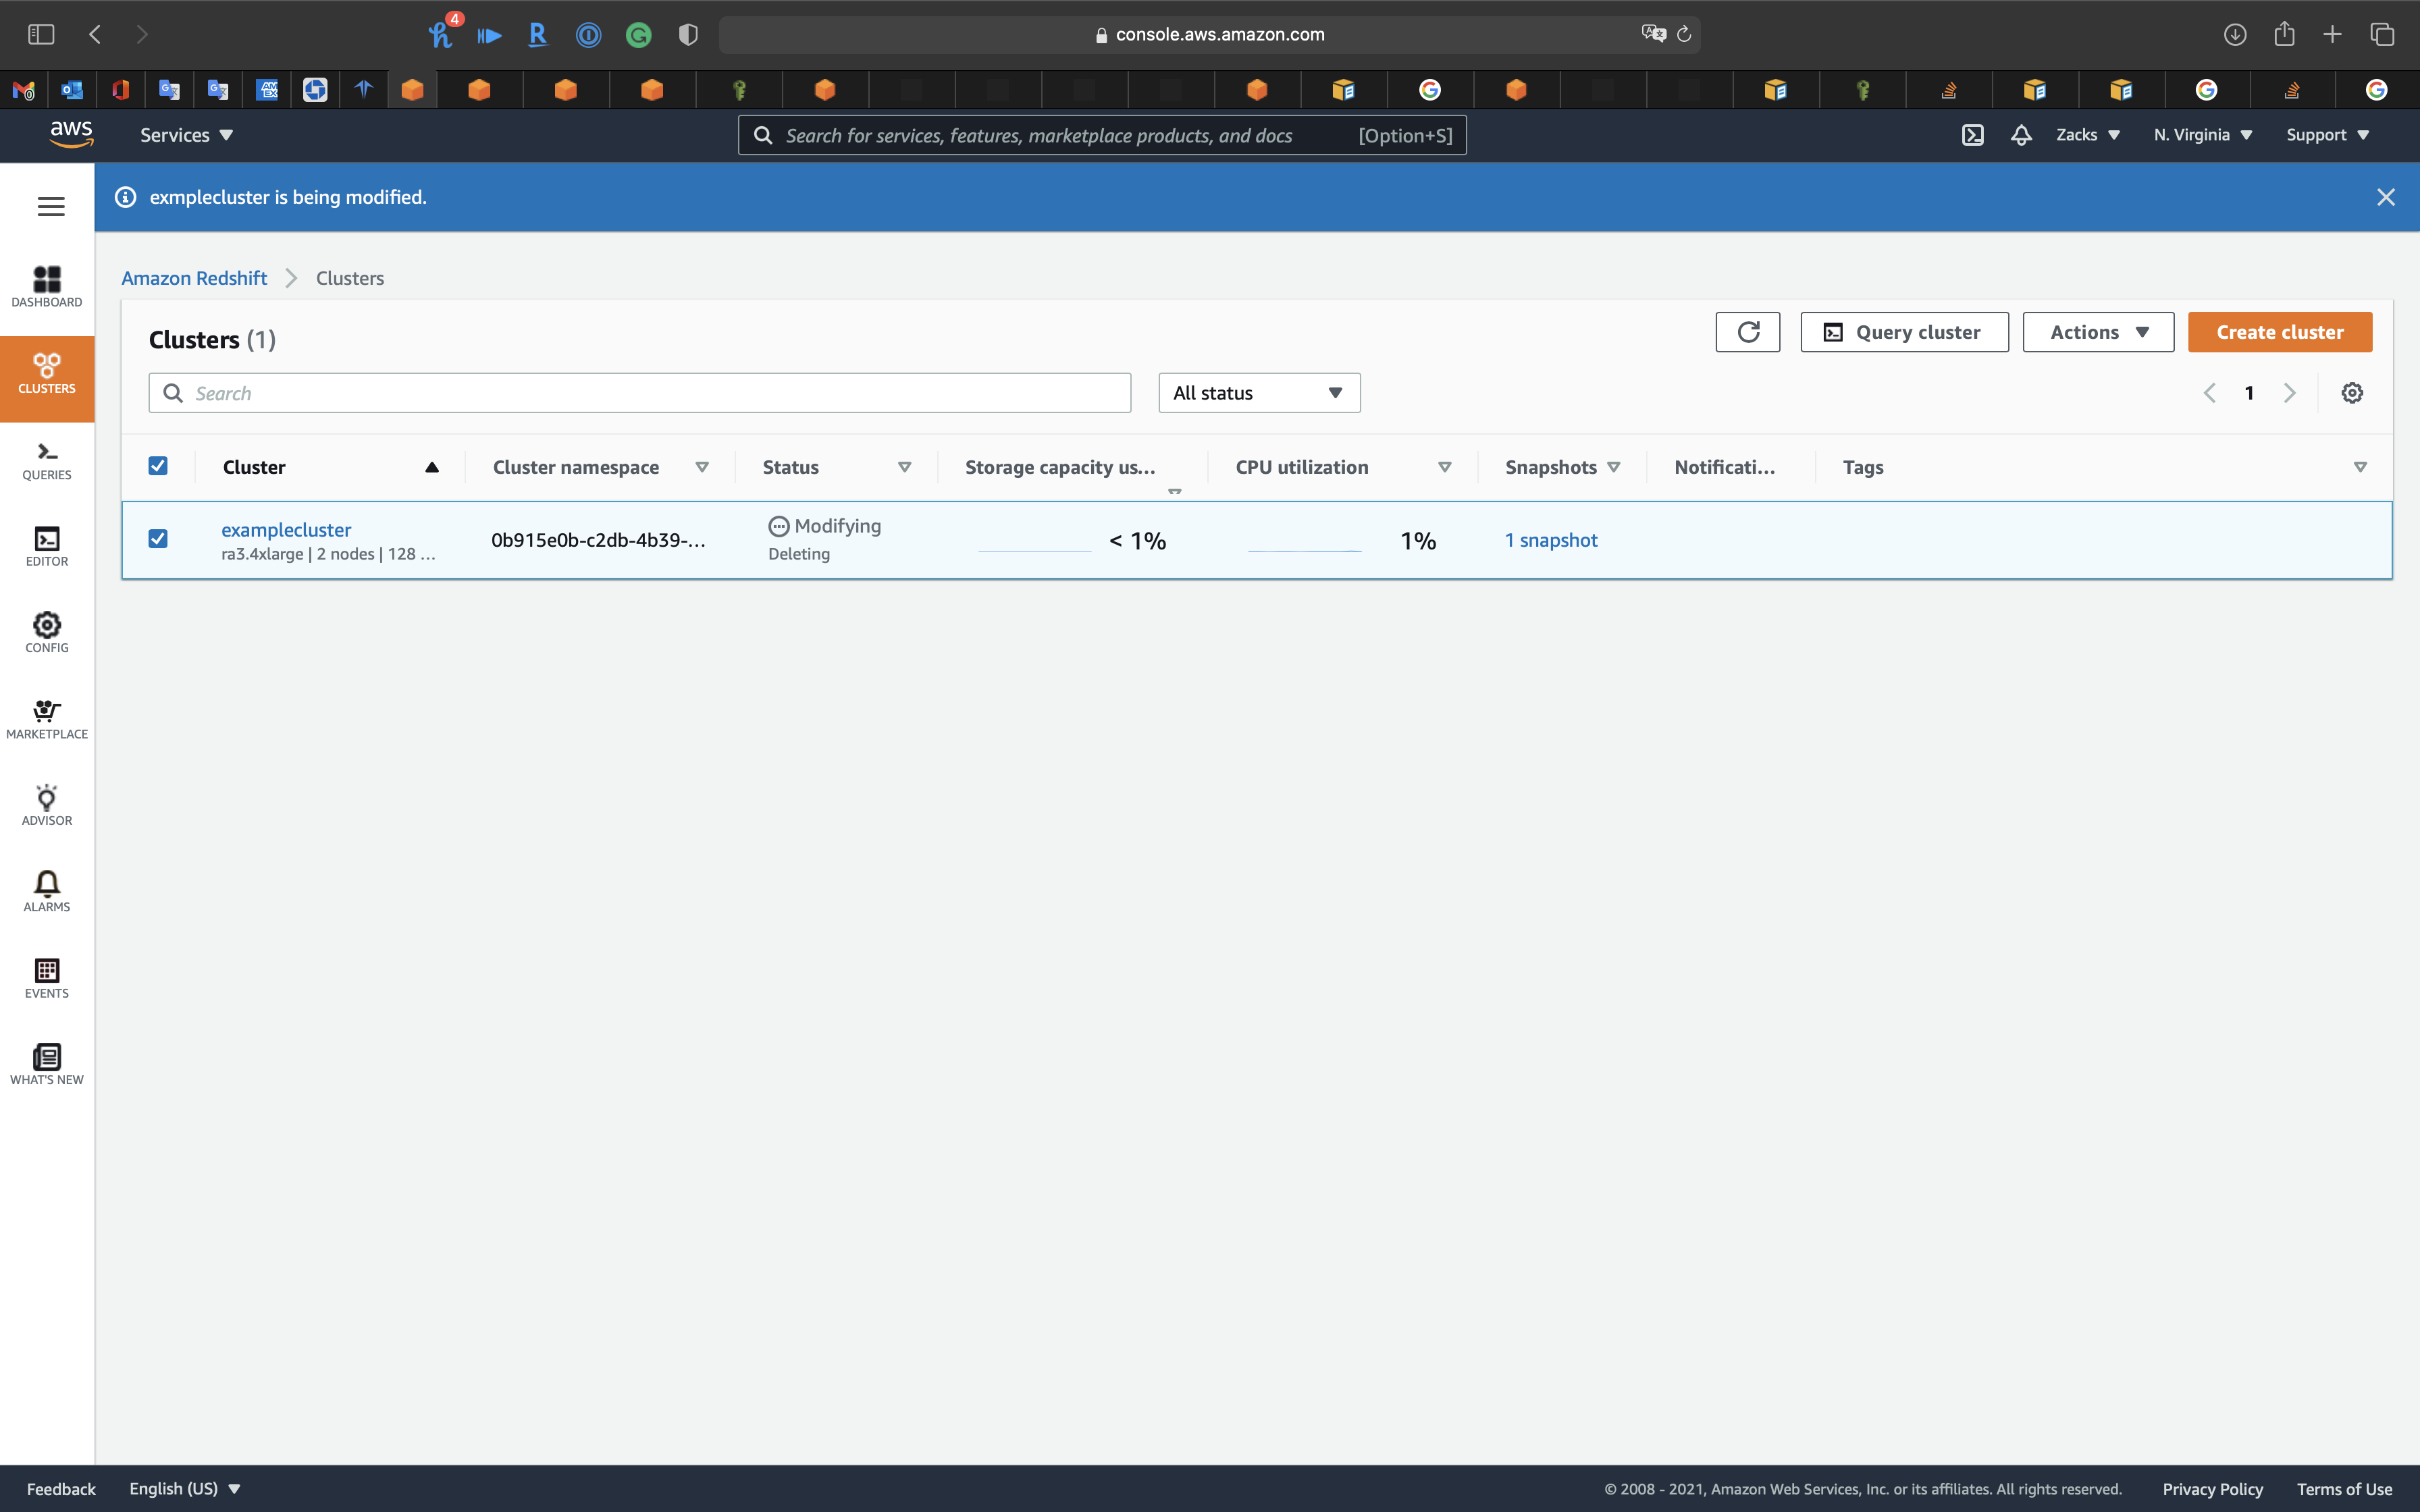 4
console.aws.amazon.com
aws Services Search for services, features, marketplace products, and docs [Option+S] Zacks N. Virginia Support
exmplecluster is being modified.
Amazon Redshift Clusters
DASHBOARD
CLUSTERS
QUERIES
EDITOR
CONFIG
MARKETPLACE
ADVISOR
ALARMS
EVENTS
WHAT'S NEW
Clusters (1) Query cluster Actions Create cluster
Search All status 1
Cluster Cluster namespace Status Storage capacity us... CPU utilization Snapshots Notificati... Tags
examplecluster 0b915e0b-c2db-4b39-... Modifying < 1% 1% 1 snapshot
ra3.4xlarge | 2 nodes | 128 ... Deleting
Feedback English (US) © 2008 - 2021, Amazon Web Services, Inc. or its affiliates. All rights reserved. Privacy Policy Terms of Use